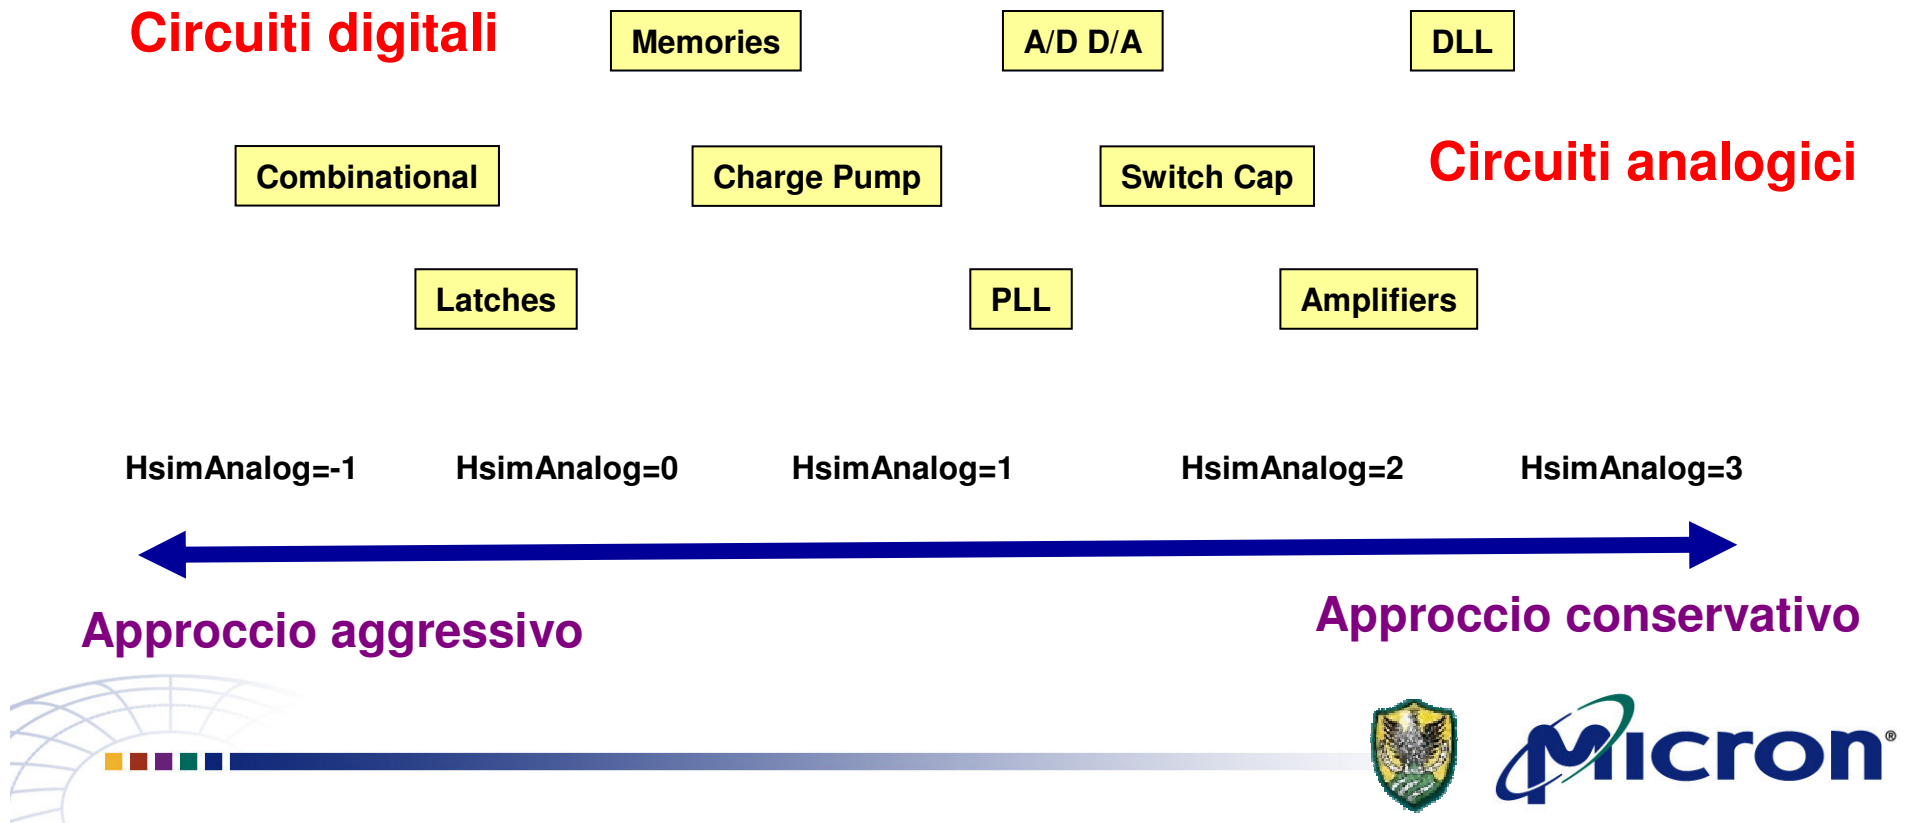 Circuiti digitali
Memories
A/D D/A
DLL
Combinational
Charge Pump
Switch Cap
Circuiti analogici
Latches
PLL
Amplifiers
HsimAnalog=-1
HsimAnalog=0
HsimAnalog=1
HsimAnalog=2
HsimAnalog=3
Approccio aggressivo
Approccio conservativo
Micron®